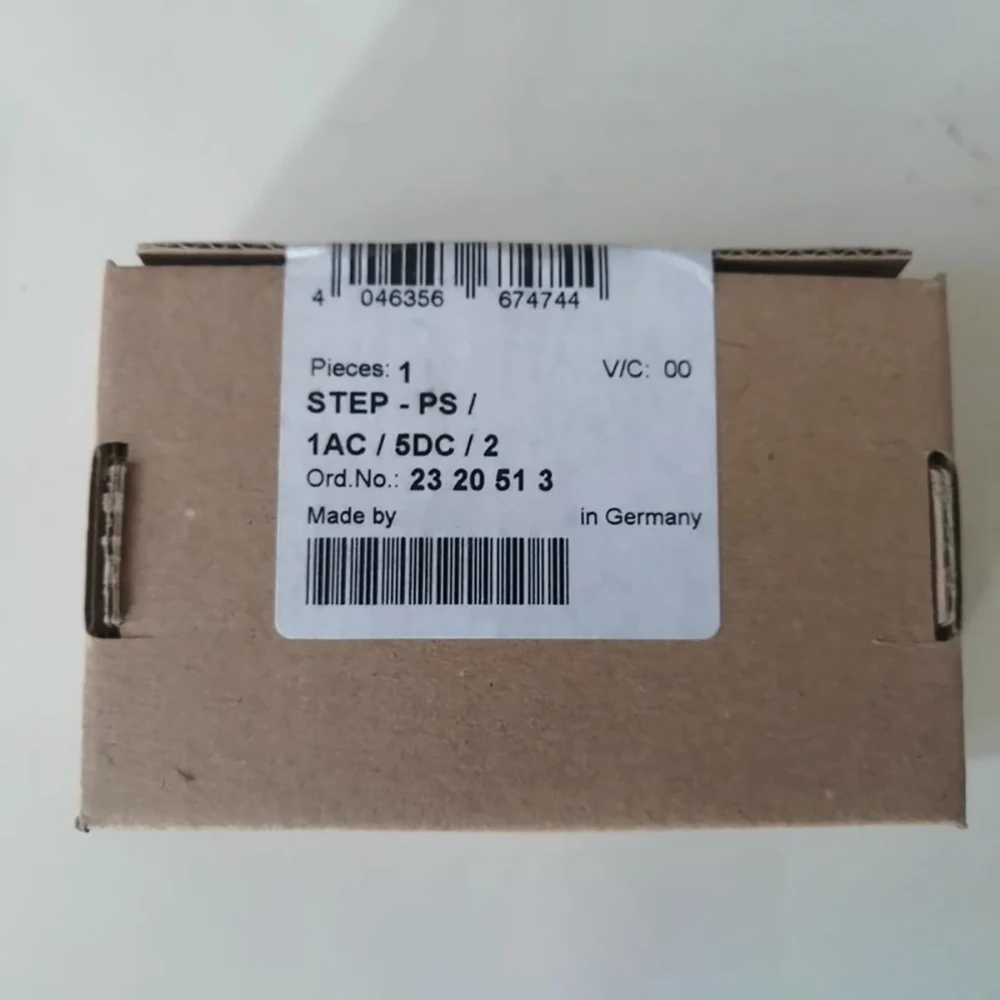 4 046356 674744
Pieces: 1 V/C: 00
STEP - PS /
1AC / 5DC / 2
Ord.No.: 23 20 51 3
Made by in Germany